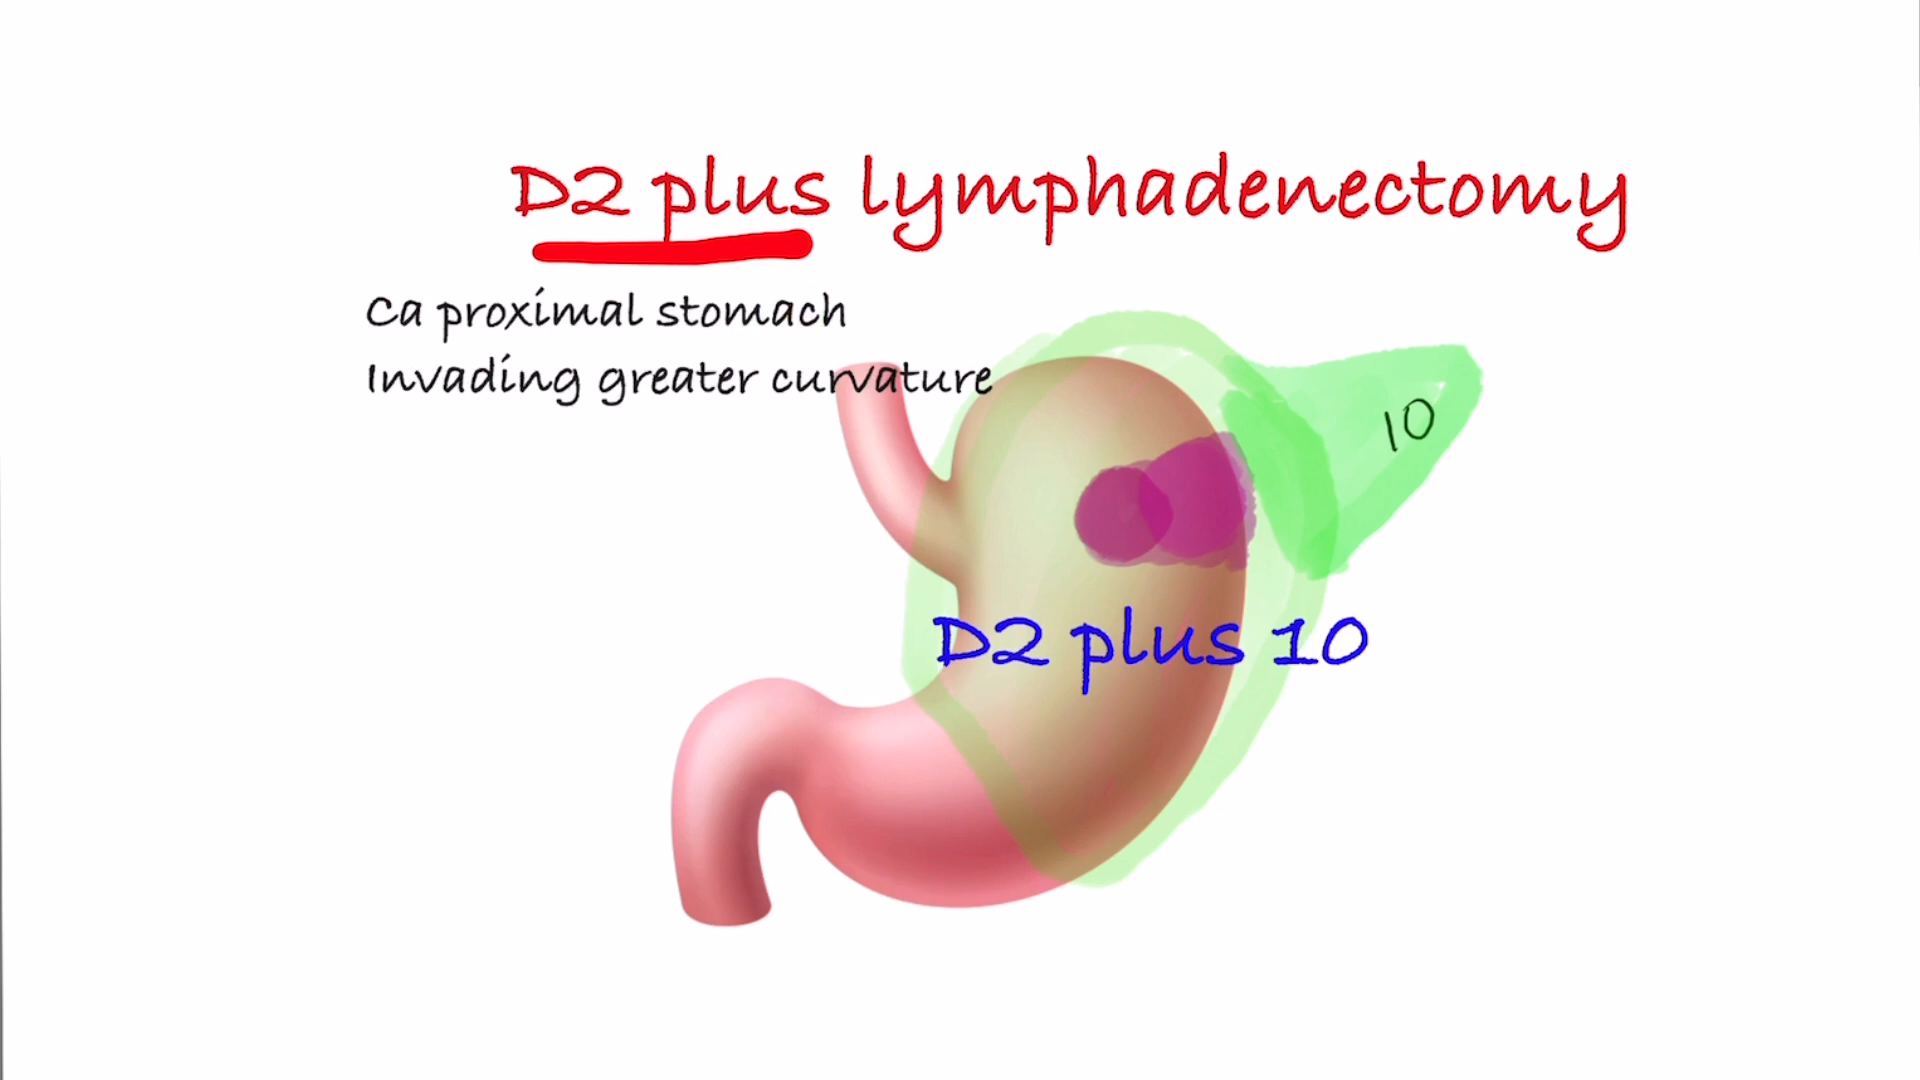 D2 plus lymphadenectomy
Ca proximal stomach
Invading greater curvature
10
D2 plus 10